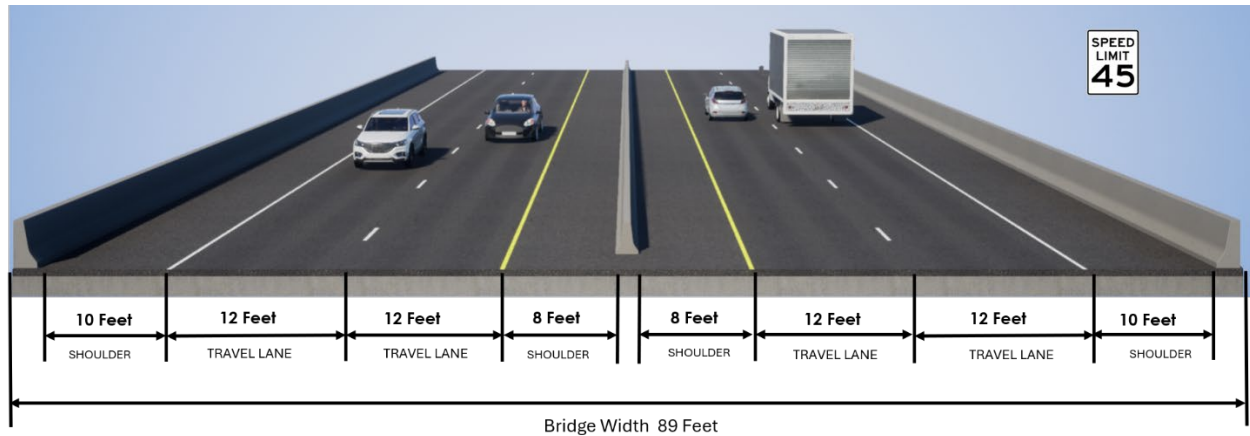 SPEED
LIMIT
45
10 Feet
12 Feet
12 Feet
8 Feet
8 Feet
12 Feet
12 Feet
10 Feet
SHOULDER
TRAVEL LANE
TRAVEL LANE
SHOULDER
SHOULDER
TRAVEL LANE
TRAVEL LANE
SHOULDER
Bridge Width 89 Feet